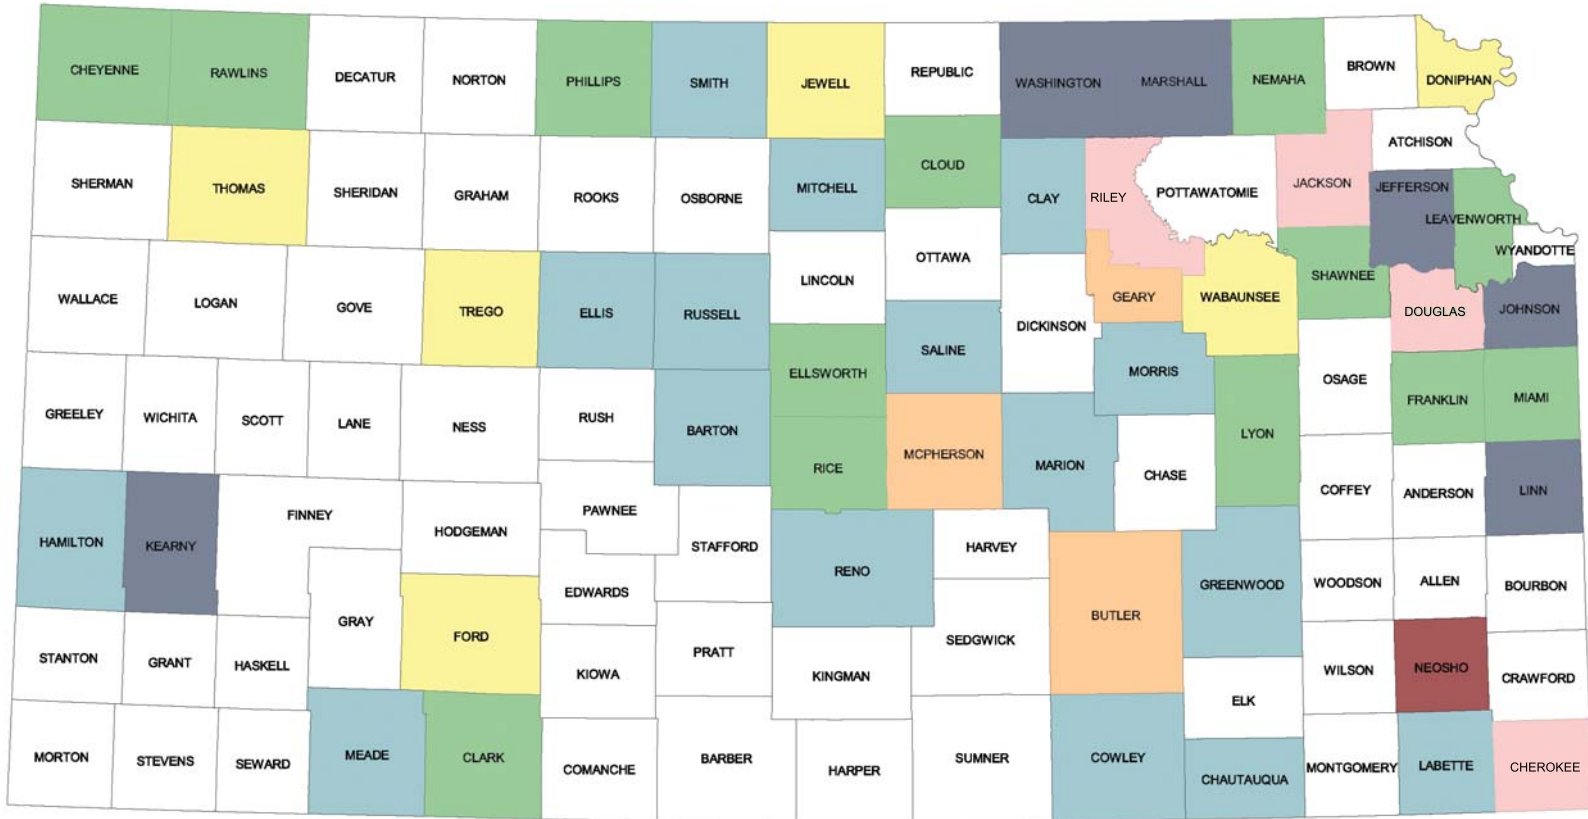 CHEYENNE
RAWLINS
DECATUR
NORTON
PHILLIPS
SMITH
JEWELL
REPUBLIC
WASHINGTON
MARSHALL
NEMAHA
BROWN
DONIPHAN
SHERMAN
THOMAS
SHERIDAN
GRAHAM
ROOKS
OSBORNE
MITCHELL
CLOUD
CLAY
RILEY
POTTAWATOMIE
JACKSON
ATCHISON
JEFFERSON
LEAVENWORTH
WYANDOTTE
WALLACE
LOGAN
GOVE
TREGO
ELLIS
RUSSELL
LINCOLN
OTTAWA
DICKINSON
GEARY
WABAUNSEE
SHAWNEE
DOUGLAS
JOHNSON
GREELEY
WICHITA
SCOTT
LANE
NESS
RUSH
BARTON
ELLSWORTH
SALINE
MORRIS
OSAGE
FRANKLIN
MIAMI
RICE
MCPHERSON
MARION
CHASE
LYON
COFFEY
ANDERSON
LINN
HAMILTON
KEARNY
FINNEY
HODGEMAN
PAWNEE
STAFFORD
RENO
HARVEY
BUTLER
GREENWOOD
WOODSON
ALLEN
BOURBON
GRAY
FORD
EDWARDS
SEDGWICK
STANTON
GRANT
HASKELL
KIOWA
PRATT
KINGMAN
ELK
WILSON
NEOSHO
CRAWFORD
MORTON
STEVENS
SEWARD
MEADE
CLARK
COMANCHE
BARBER
HARPER
SUMNER
COWLEY
CHAUTAUQUA
MONTGOMERY
LABETTE
CHEROKEE